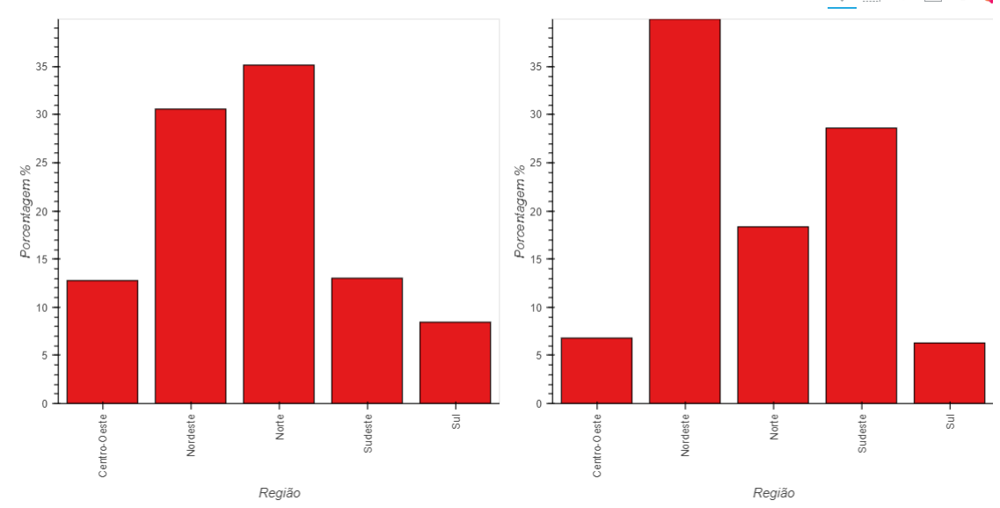 35
30
25
20
15
10
5
0
Porcentagem %
Centro-Oeste
Nordeste
Norte
Sudeste
Sul
Região
35
30
25
20
15
10
5
0
Porcentagem %
Centro-Oeste
Nordeste
Norte
Sudeste
Sul
Região